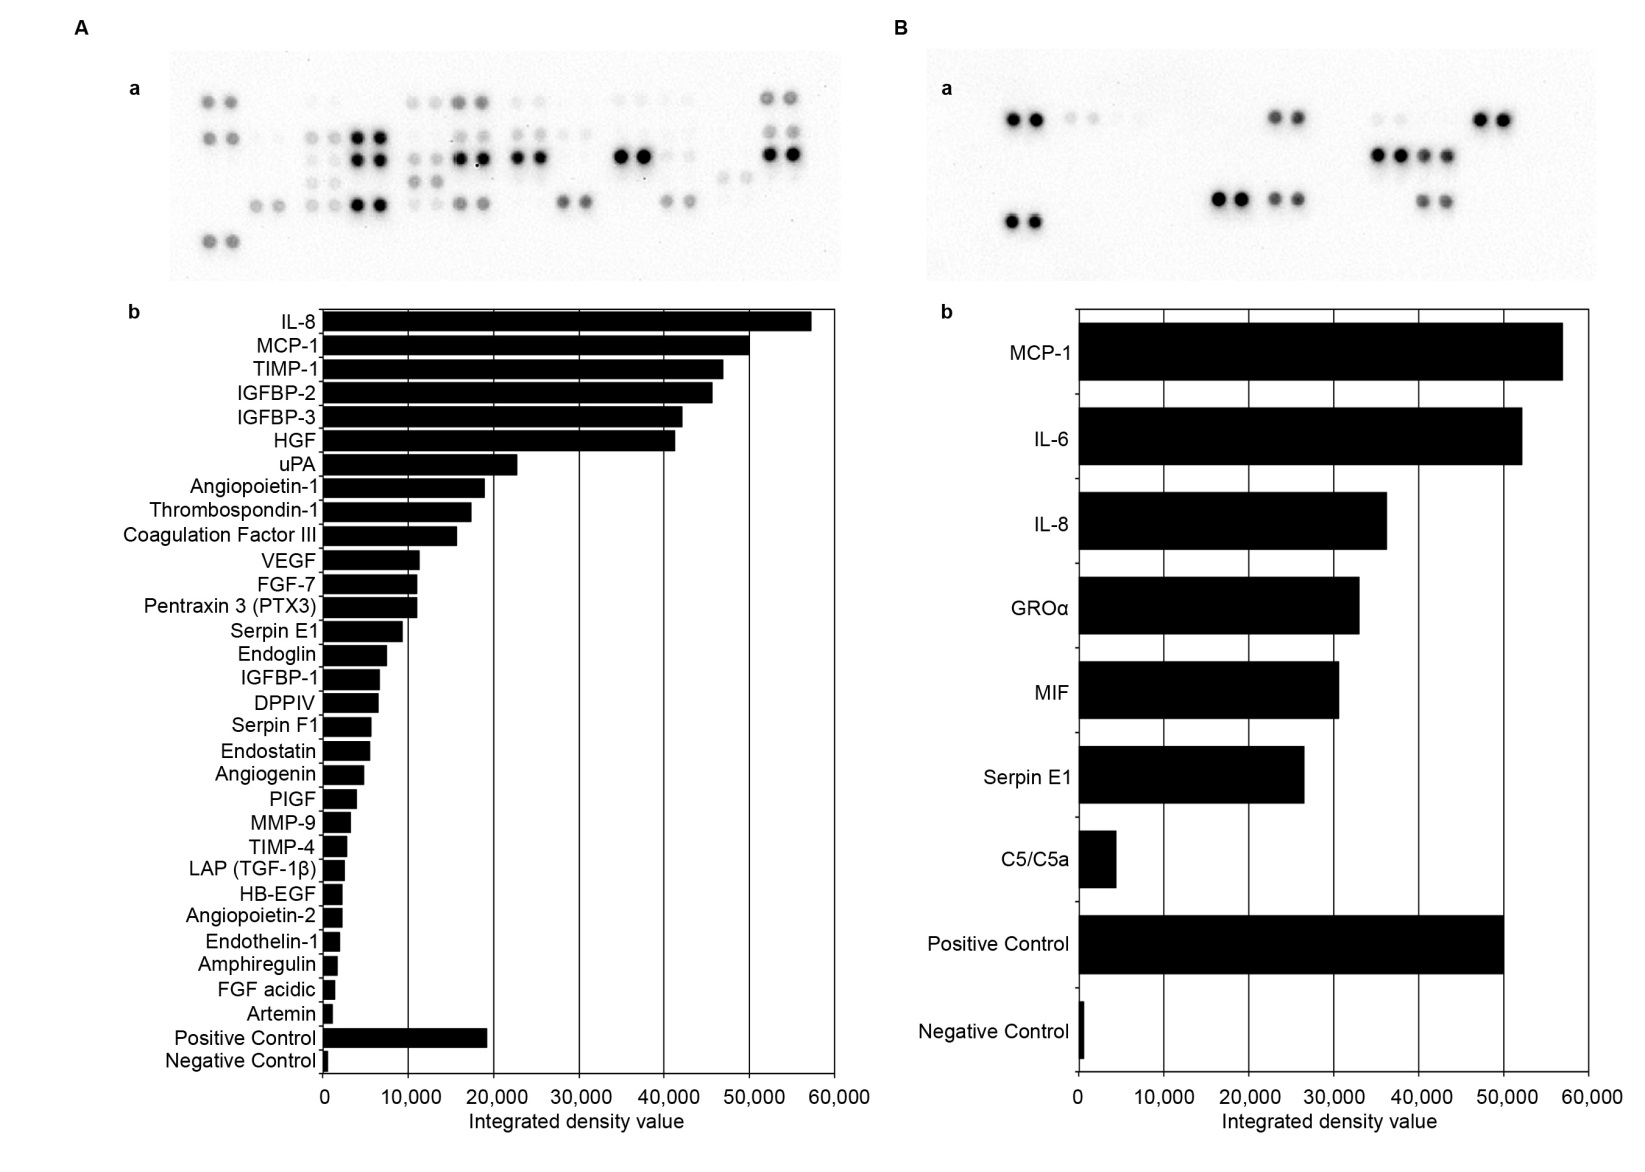 A
B
a
a
b
IL-8
MCP-1
TIMP-1
IGFBP-2
IGFBP-3
HGF
uPA
Angiopoietin-1
Thrombospondin-1
Coagulation Factor III
VEGF
FGF-7
Pentraxin 3 (PTX3)
Serpin E1
Endoglin
IGFBP-1
DPPIV
Serpin F1
Endostatin
Angiogenin
PIGF
MMP-9
TIMP-4
LAP (TGF-1β)
HB-EGF
Angiopoietin-2
Endothelin-1
Amphiregulin
FGF acidic
Artemin
Positive Control
Negative Control
0 10,000 20,000 30,000 40,000 50,000 60,000
Integrated density value
b
MCP-1
IL-6
IL-8
GROα
MIF
Serpin E1
C5/C5a
Positive Control
Negative Control
0 10,000 20,000 30,000 40,000 50,000 60,000
Integrated density value